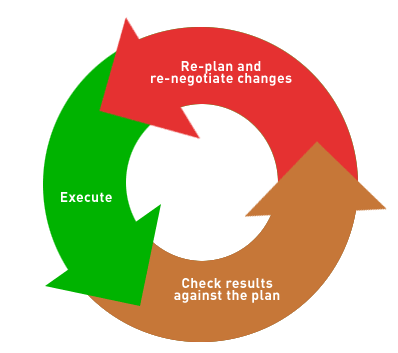 Re-plan and
re-negotiate changes
Execute
Check results
against the plan